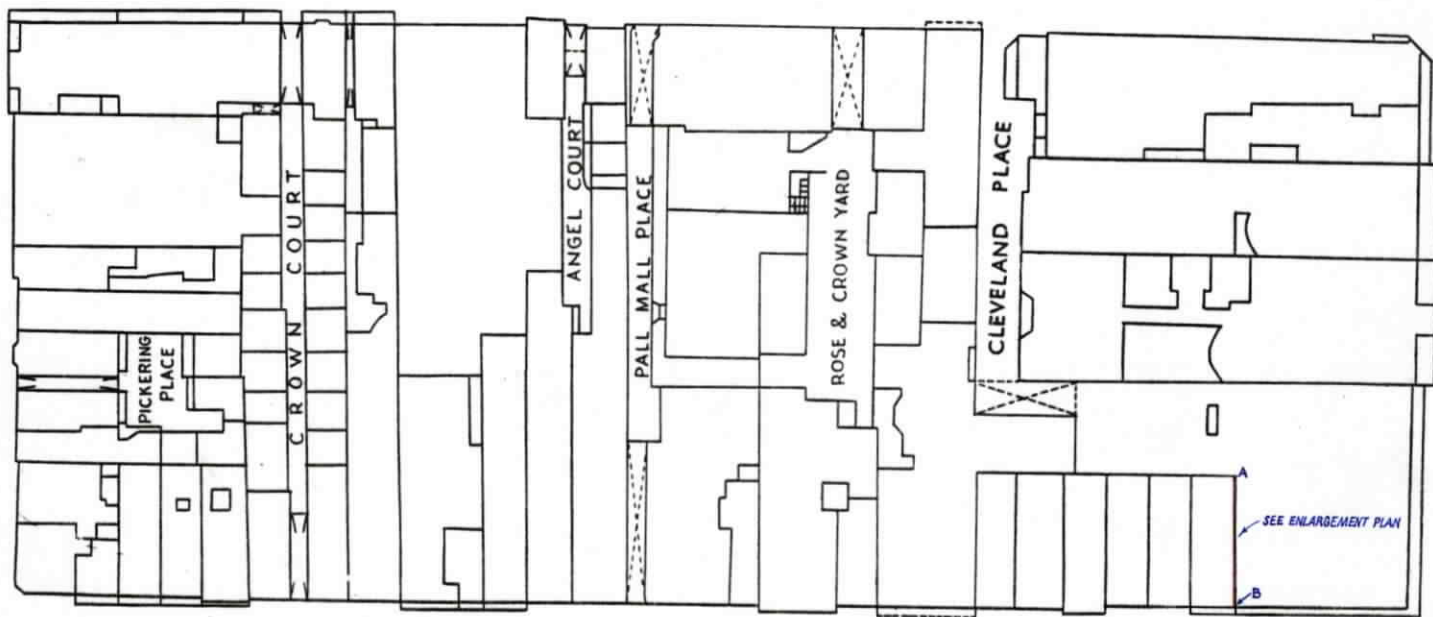 CROWN COURT
ANGEL COURT
PALL MALL PLACE
ROSE & CROWN YARD
CLEVELAND PLACE
PICKERING
PLACE
A
SEE ENLARGEMENT PLAN
B